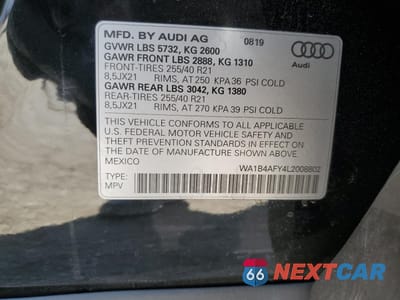 MFD. BY AUDI AG 0819
GVWR LBS 5732, KG 2600
GAWR FRONT LBS 2888, KG 1310
FRONT-TIRES 255/40 R21
8,5JX21 RIMS, AT 250 KPA36 PSI COLD
GAWR REAR LBS 3042, KG 1380
REAR-TIRES 255/40 R21
8,5JX21 RIMS, AT 270 KPA 39 PSI COLD
Audi
THIS VEHICLE CONFORMS TO ALL APPLICABLE
U.S. FEDERAL MOTOR VEHICLE SAFETY AND
THEFT PREVENTION STANDARDS IN EFFECT ON
THE DATE OF MANUFACTURE SHOWN ABOVE
MEXICO
WA1B4AFY4L2008802
TYPE:
MPV
66 NEXTCAR